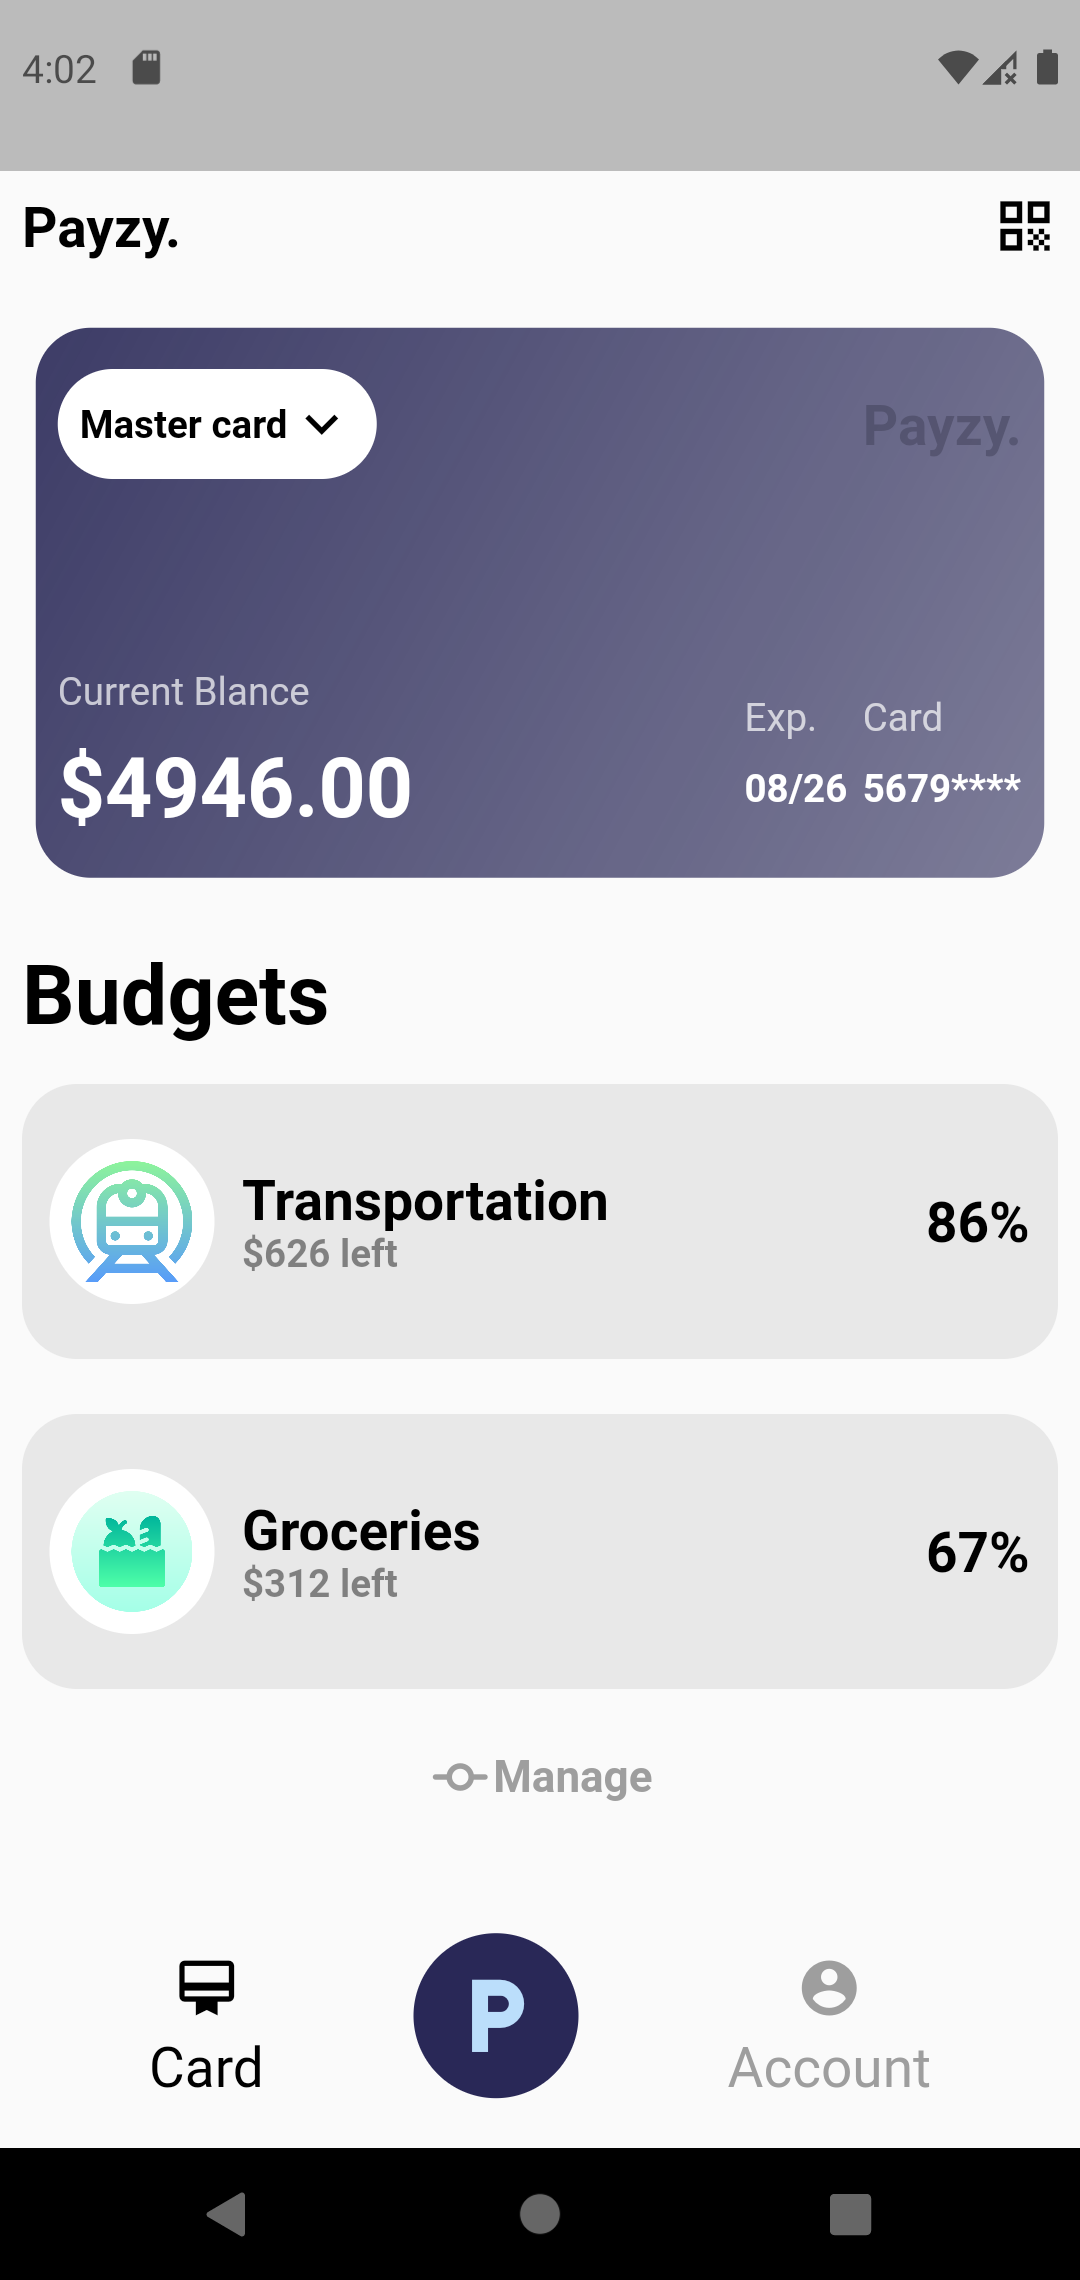 4:02
Payzy.
Master card
Payzy.
Current Blance
$4946.00
Exp. Card
08/26 5679****
Budgets
Transportation
$626 left
86%
Groceries
$312 left
67%
Manage
P
Card
Account